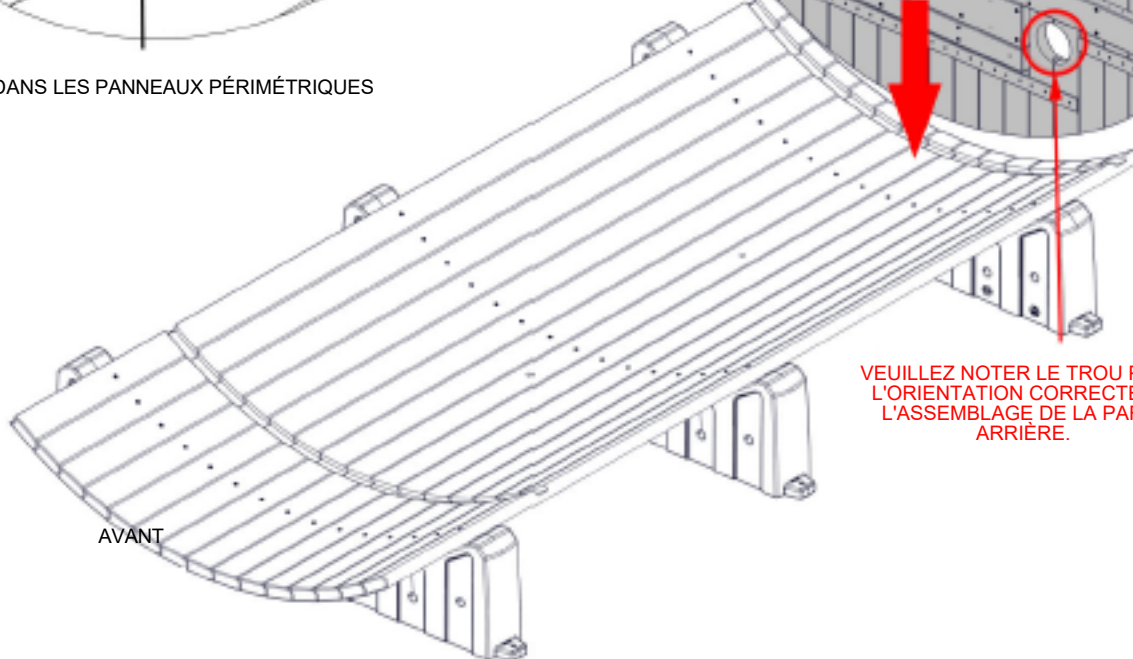 DANS LES PANNEAUX PÉRIMÉTRIQUES
VEUILLEZ NOTER LE TROU
L'ORIENTATION CORRECTE
L'ASSEMBLAGE DE LA
ARRIÈRE.
AVANT